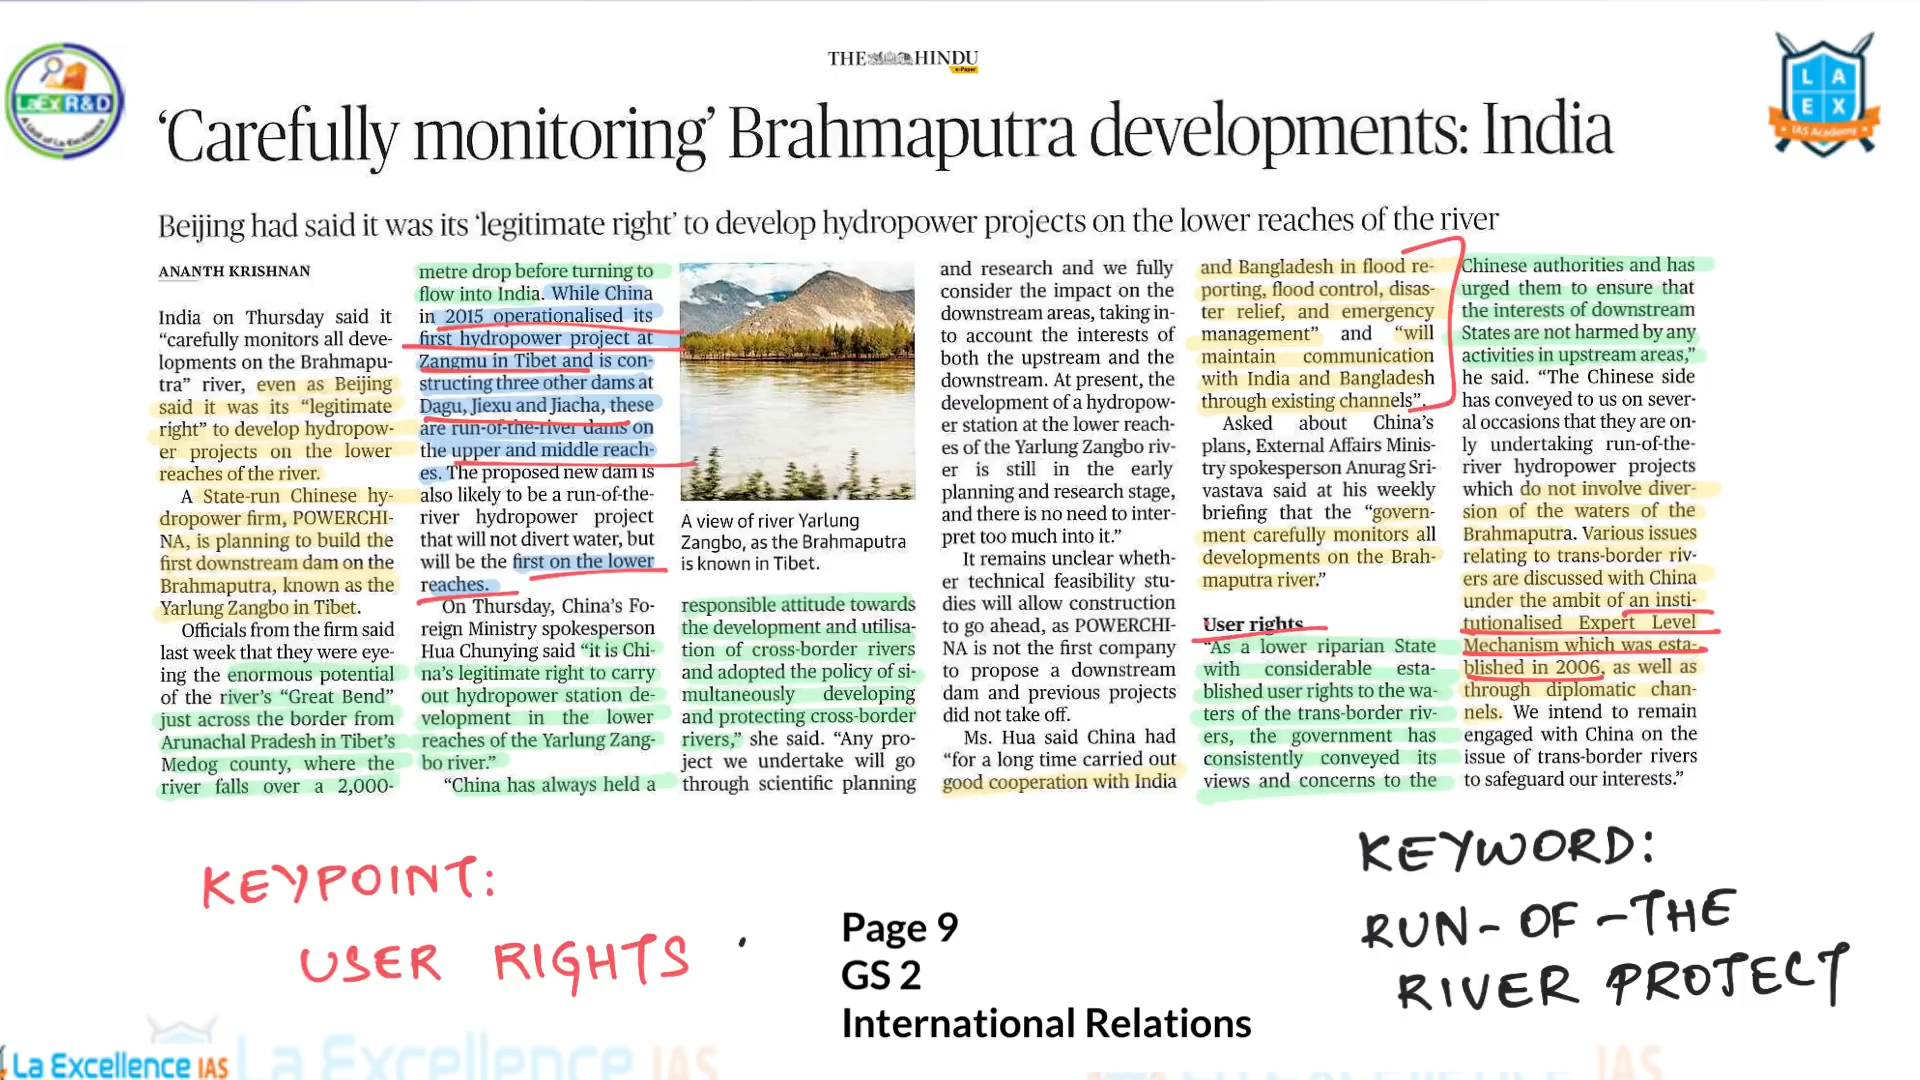 LaEx R&D
A Unit of La Excellence
THE HINDU
e-Paper
L A
E X
IAS Academy
‘Carefully monitoring’ Brahmaputra developments: India
Beijing had said it was its ‘legitimate right’ to develop hydropower projects on the lower reaches of the river
ANANTH KRISHNAN
India on Thursday said it
“carefully monitors all deve-
lopments on the Brahmapu-
tra” river, even as Beijing
said it was its “legitimate
right” to develop hydropow-
er projects on the lower
reaches of the river.
A State-run Chinese hy-
dropower firm, POWERCHI-
NA, is planning to build the
first downstream dam on the
Brahmaputra, known as the
Yarlung Zangbo in Tibet.
Officials from the firm said
last week that they were eye-
ing the enormous potential
of the river’s “Great Bend”
just across the border from
Arunachal Pradesh in Tibet’s
Medog county, where the
river falls over a 2,000-
metre drop before turning to
flow into India. While China
in 2015 operationalised its
first hydropower project at
Zangmu in Tibet and is con-
structing three other dams at
Dagu, Jiexu and Jiacha, these
are run-of-the-river dams on
the upper and middle reach-
es. The proposed new dam is
also likely to be a run-of-the-
river hydropower project
that will not divert water, but
will be the first on the lower
reaches.
On Thursday, China’s Fo-
reign Ministry spokesperson
Hua Chunying said “it is Chi-
na’s legitimate right to carry
out hydropower station de-
velopment in the lower
reaches of the Yarlung Zang-
bo river.”
“China has always held a
A view of river Yarlung
Zangbo, as the Brahmaputra
is known in Tibet.
responsible attitude towards
the development and utilisa-
tion of cross-border rivers
and adopted the policy of si-
multaneously developing
and protecting cross-border
rivers,” she said. “Any pro-
ject we undertake will go
through scientific planning
and research and we fully
consider the impact on the
downstream areas, taking in-
to account the interests of
both the upstream and the
downstream. At present, the
development of a hydropow-
er station at the lower reach-
es of the Yarlung Zangbo riv-
er is still in the early
planning and research stage,
and there is no need to inter-
pret too much into it.”
It remains unclear wheth-
er technical feasibility stu-
dies will allow construction
to go ahead, as POWERCHI-
NA is not the first company
to propose a downstream
dam and previous projects
did not take off.
Ms. Hua said China had
“for a long time carried out
good cooperation with India
and Bangladesh in flood re-
porting, flood control, disas-
ter relief, and emergency
management” and “will
maintain communication
with India and Bangladesh
through existing channels”.
Asked about China’s
plans, External Affairs Minis-
try spokesperson Anurag Sri-
vastava said at his weekly
briefing that the “govern-
ment carefully monitors all
developments on the Brah-
maputra river.”
User rights
“As a lower riparian State
with considerable esta-
blished user rights to the wa-
ters of the trans-border riv-
ers, the government has
consistently conveyed its
views and concerns to the
Chinese authorities and has
urged them to ensure that
the interests of downstream
States are not harmed by any
activities in upstream areas,”
he said. “The Chinese side
has conveyed to us on sever-
al occasions that they are on-
ly undertaking run-of-the-
river hydropower projects
which do not involve diver-
sion of the waters of the
Brahmaputra. Various issues
relating to trans-border riv-
ers are discussed with China
under the ambit of an insti-
tutionalised Expert Level
Mechanism which was esta-
blished in 2006, as well as
through diplomatic chan-
nels. We intend to remain
engaged with China on the
issue of trans-border rivers
to safeguard our interests.”
KEYPOINT:
USER RIGHTS
Page 9
GS 2
International Relations
KEYWORD:
RUN-OF-THE
RIVER PROJECT
La Excellence IAS
La Excellence IAS
IAS